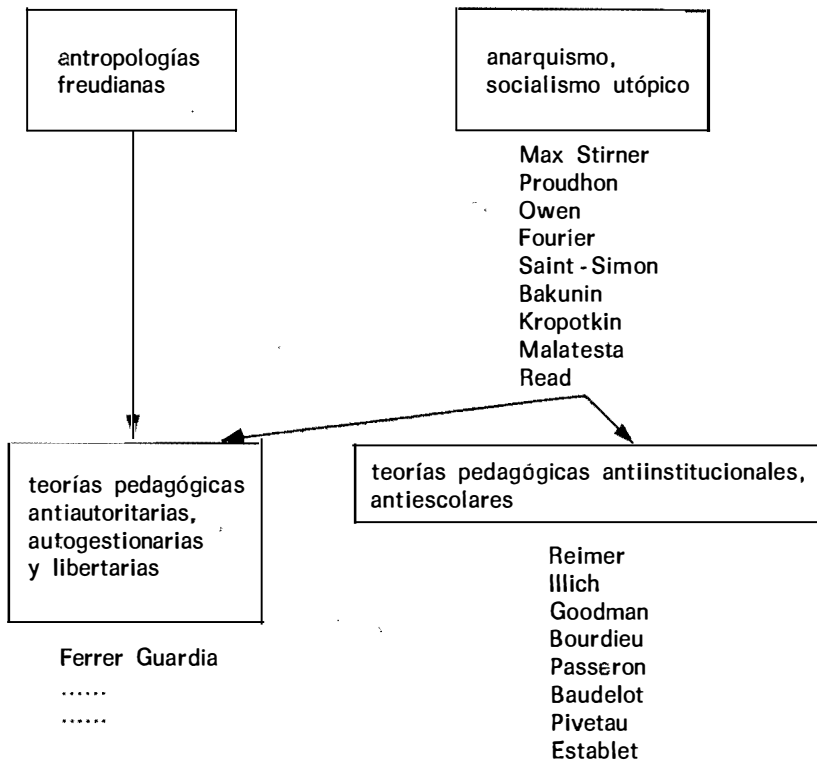 antropologías
freudianas
anarquismo,
socialismo utópico
Max Stirner
Proudhon
Owen
Fourier
Saint - Simon
Bakunin
Kropotkin
Malatesta
Read
teorías pedagógicas
antiautoritarias,
autogestionarias
y libertarias
Ferrer Guardia
......
......
teorías pedagógicas antiinstitucionales,
antiescolares
Reimer
Illich
Goodman
Bourdieu
Passeron
Baudelot
Pivetau
Establet